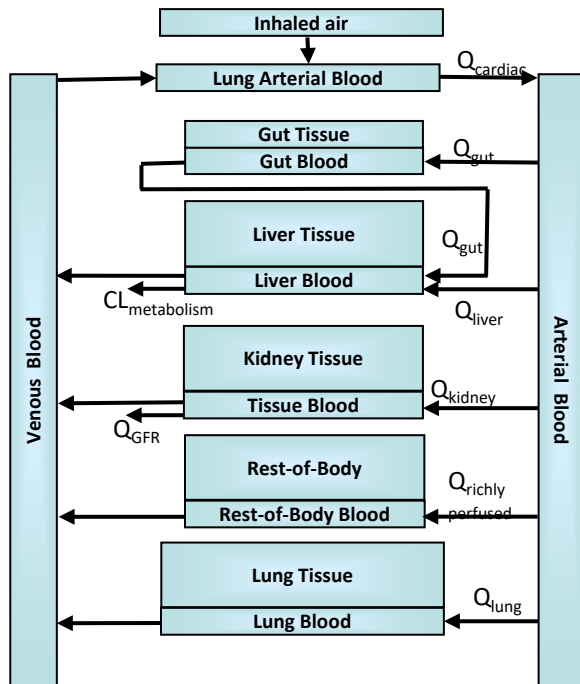 Inhaled air
Lung Arterial Blood
Qcardiac
Gut Tissue
Gut Blood
Qgut
Liver Tissue
Qgut
Liver Blood
CLmetabolism
Qliver
Kidney Tissue
Qkidney
Tissue Blood
QGFR
Rest-of-Body
Qrichly
perfused
Rest-of-Body Blood
Lung Tissue
Qlung
Lung Blood
Venous Blood
Arterial Blood